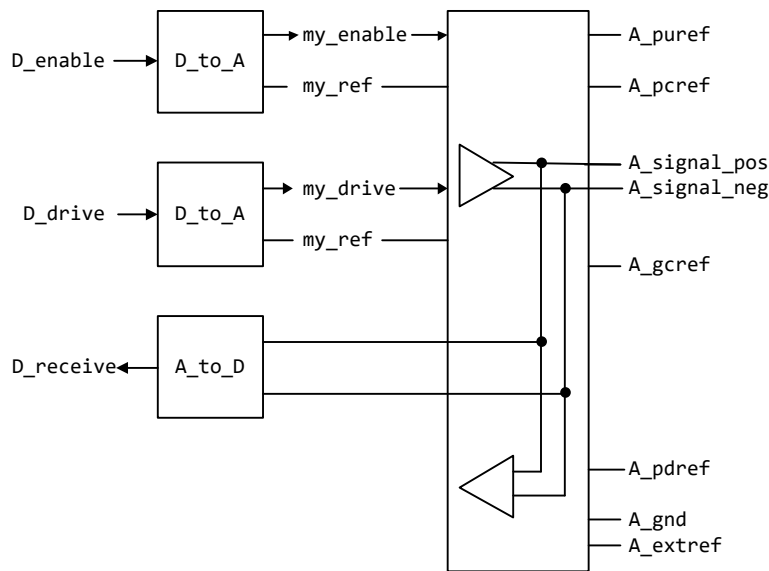 my_enable
A_puref
D_enable
D_to_A
my_ref
A_pcref
A_signal_pos
my_drive
A_signal_neg
D_drive
D_to_A
my_ref
A_gcref
D_receive
A_to_D
A_pdref
A_gnd
A_extref